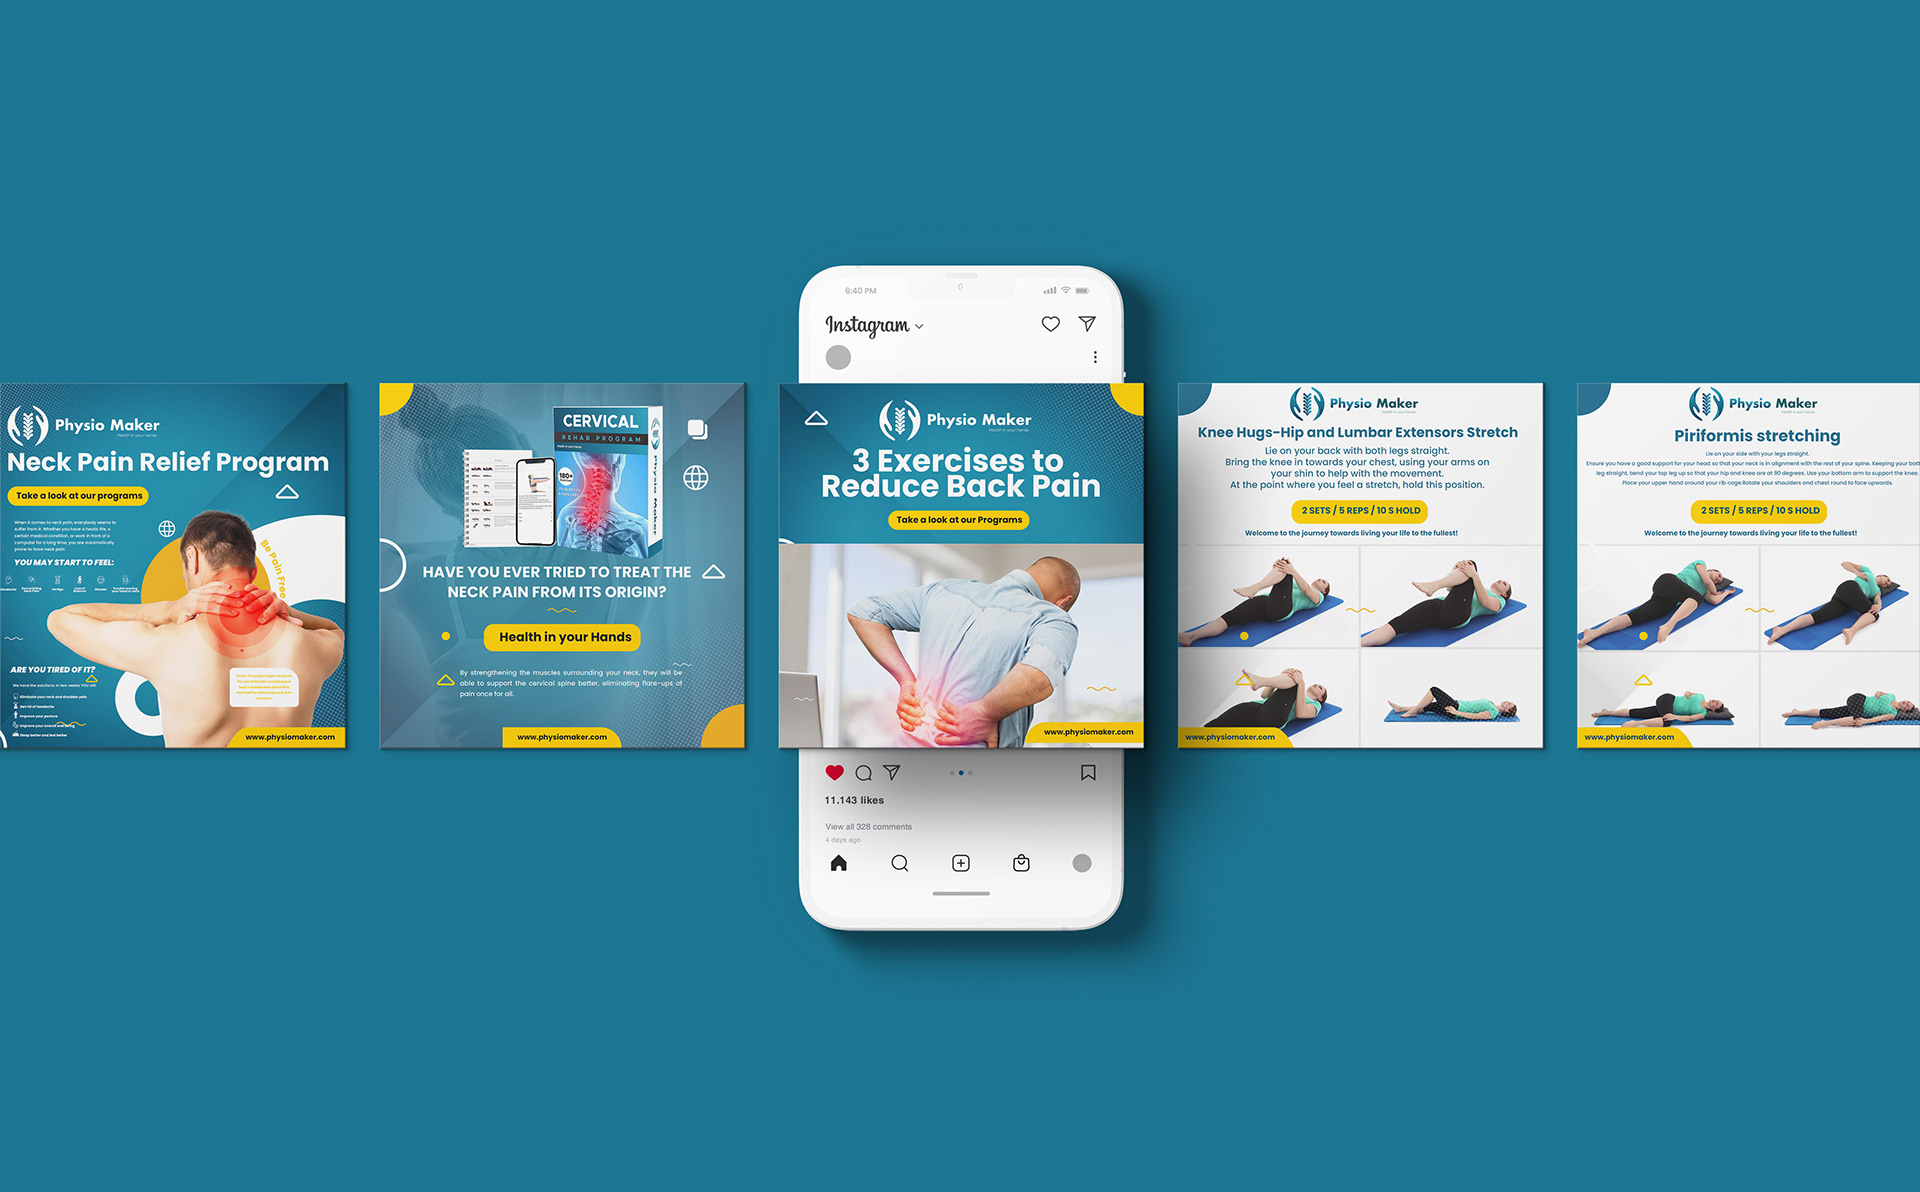 Physio Maker
Health in your hands
Neck Pain Relief Program
Take a look at our programs
When it comes to neck pain, everybody seems to
suffer from it. Whether you have a hectic life, a
certain medical condition, or work in front of a
computer for a long time, you are automatically
prone to have neck pain
YOU MAY START TO FEEL:
Vertigo
Be Pain Free
ARE YOU TIRED OF IT?
We have the solutions. In two weeks YOU will:
Eliminate your neck and shoulder pain
Get rid of headache
Improve your posture
Improve your overall well being
Sleep better and feel better
www.physiomaker.com
CERVICAL
REHAB PROGRAM
180+
Physio Maker
HAVE YOU EVER TRIED TO TREAT THE
NECK PAIN FROM ITS ORIGIN?
Health in your Hands
By strengthening the muscles surrounding your neck, they will be
able to support the cervical spine better, eliminating flare-ups of
pain once for all.
www.physiomaker.com
6:40 PM
Instagram
Physio Maker
Health in your hands
3 Exercises to
Reduce Back Pain
Take a look at our Programs
www.physiomaker.com
11.143 likes
View all 328 comments
4 days ago
Physio Maker
Health in your hands
Knee Hugs-Hip and Lumbar Extensors Stretch
Lie on your back with both legs straight.
Bring the knee in towards your chest, using your arms on
your shin to help with the movement.
At the point where you feel a stretch, hold this position.
2 SETS / 5 REPS / 10 S HOLD
Welcome to the journey towards living your life to the fullest!
www.physiomaker.com
Physio Maker
Health in your hands
Piriformis stretching
Lie on your side with your legs straight.
Ensure you have a good support for your head so that your neck is in alignment with the rest of your spine. Keeping your bott
leg straight, bend your top leg up so that your hip and knee are at 90 degrees. Use your bottom arm to support the knee.
Place your upper hand around your rib cage.Rotate your shoulders and chest round to face upwards.
2 SETS / 5 REPS / 10 S HOLD
Welcome to the journey towards living your life to the fullest!
www.physiomaker.com